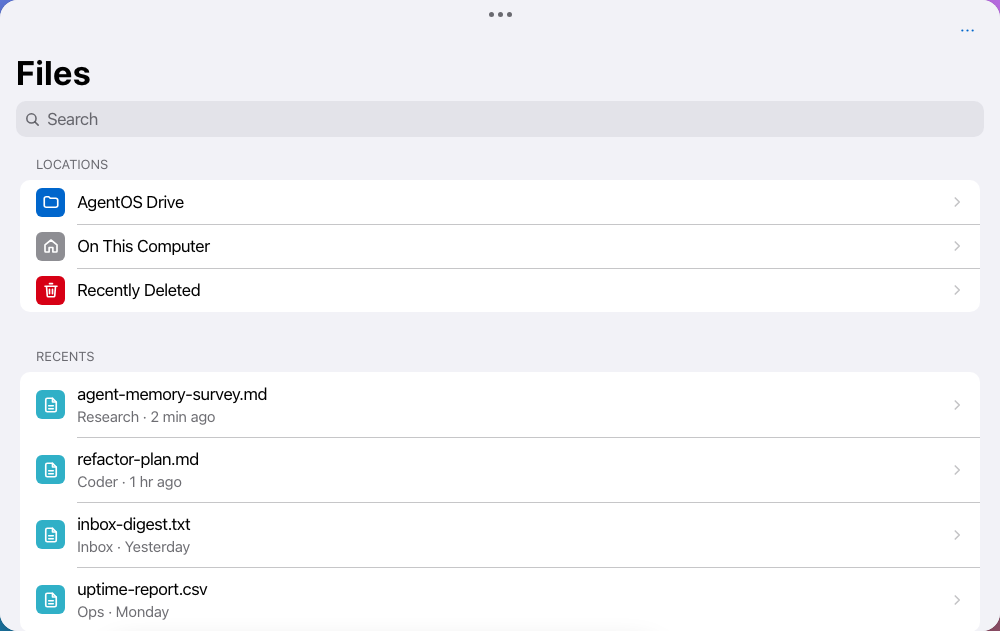 Files
Search
LOCATIONS
AgentOS Drive
On This Computer
Recently Deleted
RECENTS
agent-memory-survey.md
Research · 2 min ago
refactor-plan.md
Coder · 1 hr ago
inbox-digest.txt
Inbox · Yesterday
uptime-report.csv
Ops · Monday